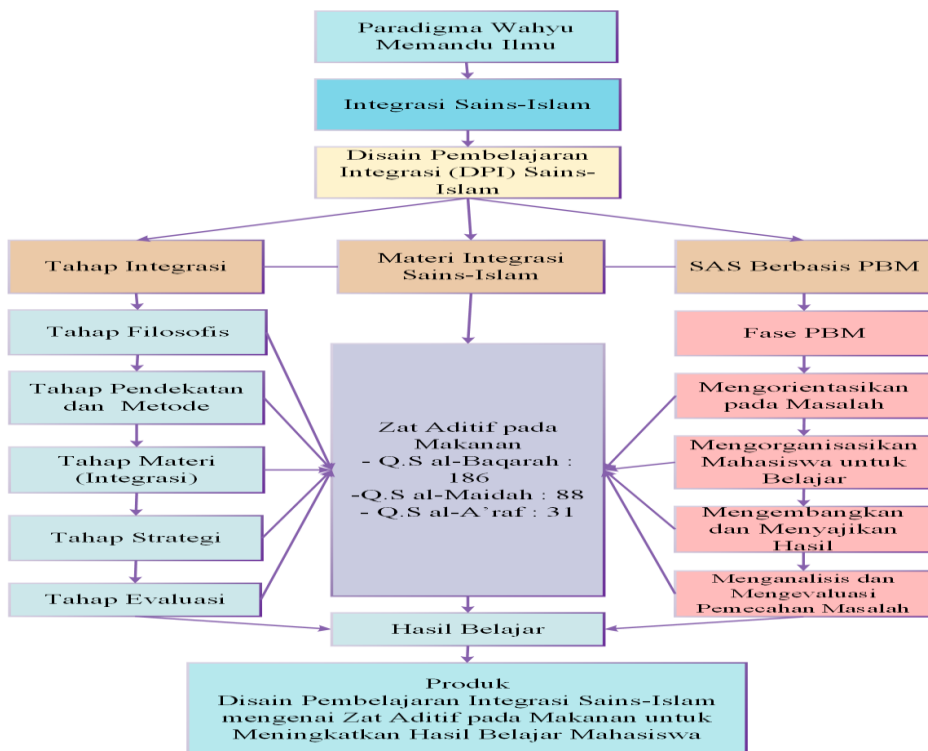 Paradigma Wahyu
Memandu Ilmu
Integrasi Sains-Islam
Disain Pembelajaran
Integrasi (DPI) Sains-
Islam
Tahap Integrasi
Materi Integrasi
Sains-Islam
SAS Berbasis PBM
Tahap Filosofis
Tahap Pendekatan
dan Metode
Tahap Materi
(Integrasi)
Tahap Strategi
Tahap Evaluasi
Zat Aditif pada
Makanan
- Q.S al-Baqarah :
186
-Q.S al-Maidah : 88
- Q.S al-A’raf : 31
Fase PBM
Mengorientasikan
pada Masalah
Mengorganisasikan
Mahasiswa untuk
Belajar
Mengembangkan
dan Menyajikan
Hasil
Menganalisis dan
Mengevaluasi
Pemecahan Masalah
Hasil Belajar
Produk
Disain Pembelajaran Integrasi Sains-Islam
mengenai Zat Aditif pada Makanan untuk
Meningkatkan Hasil Belajar Mahasiswa